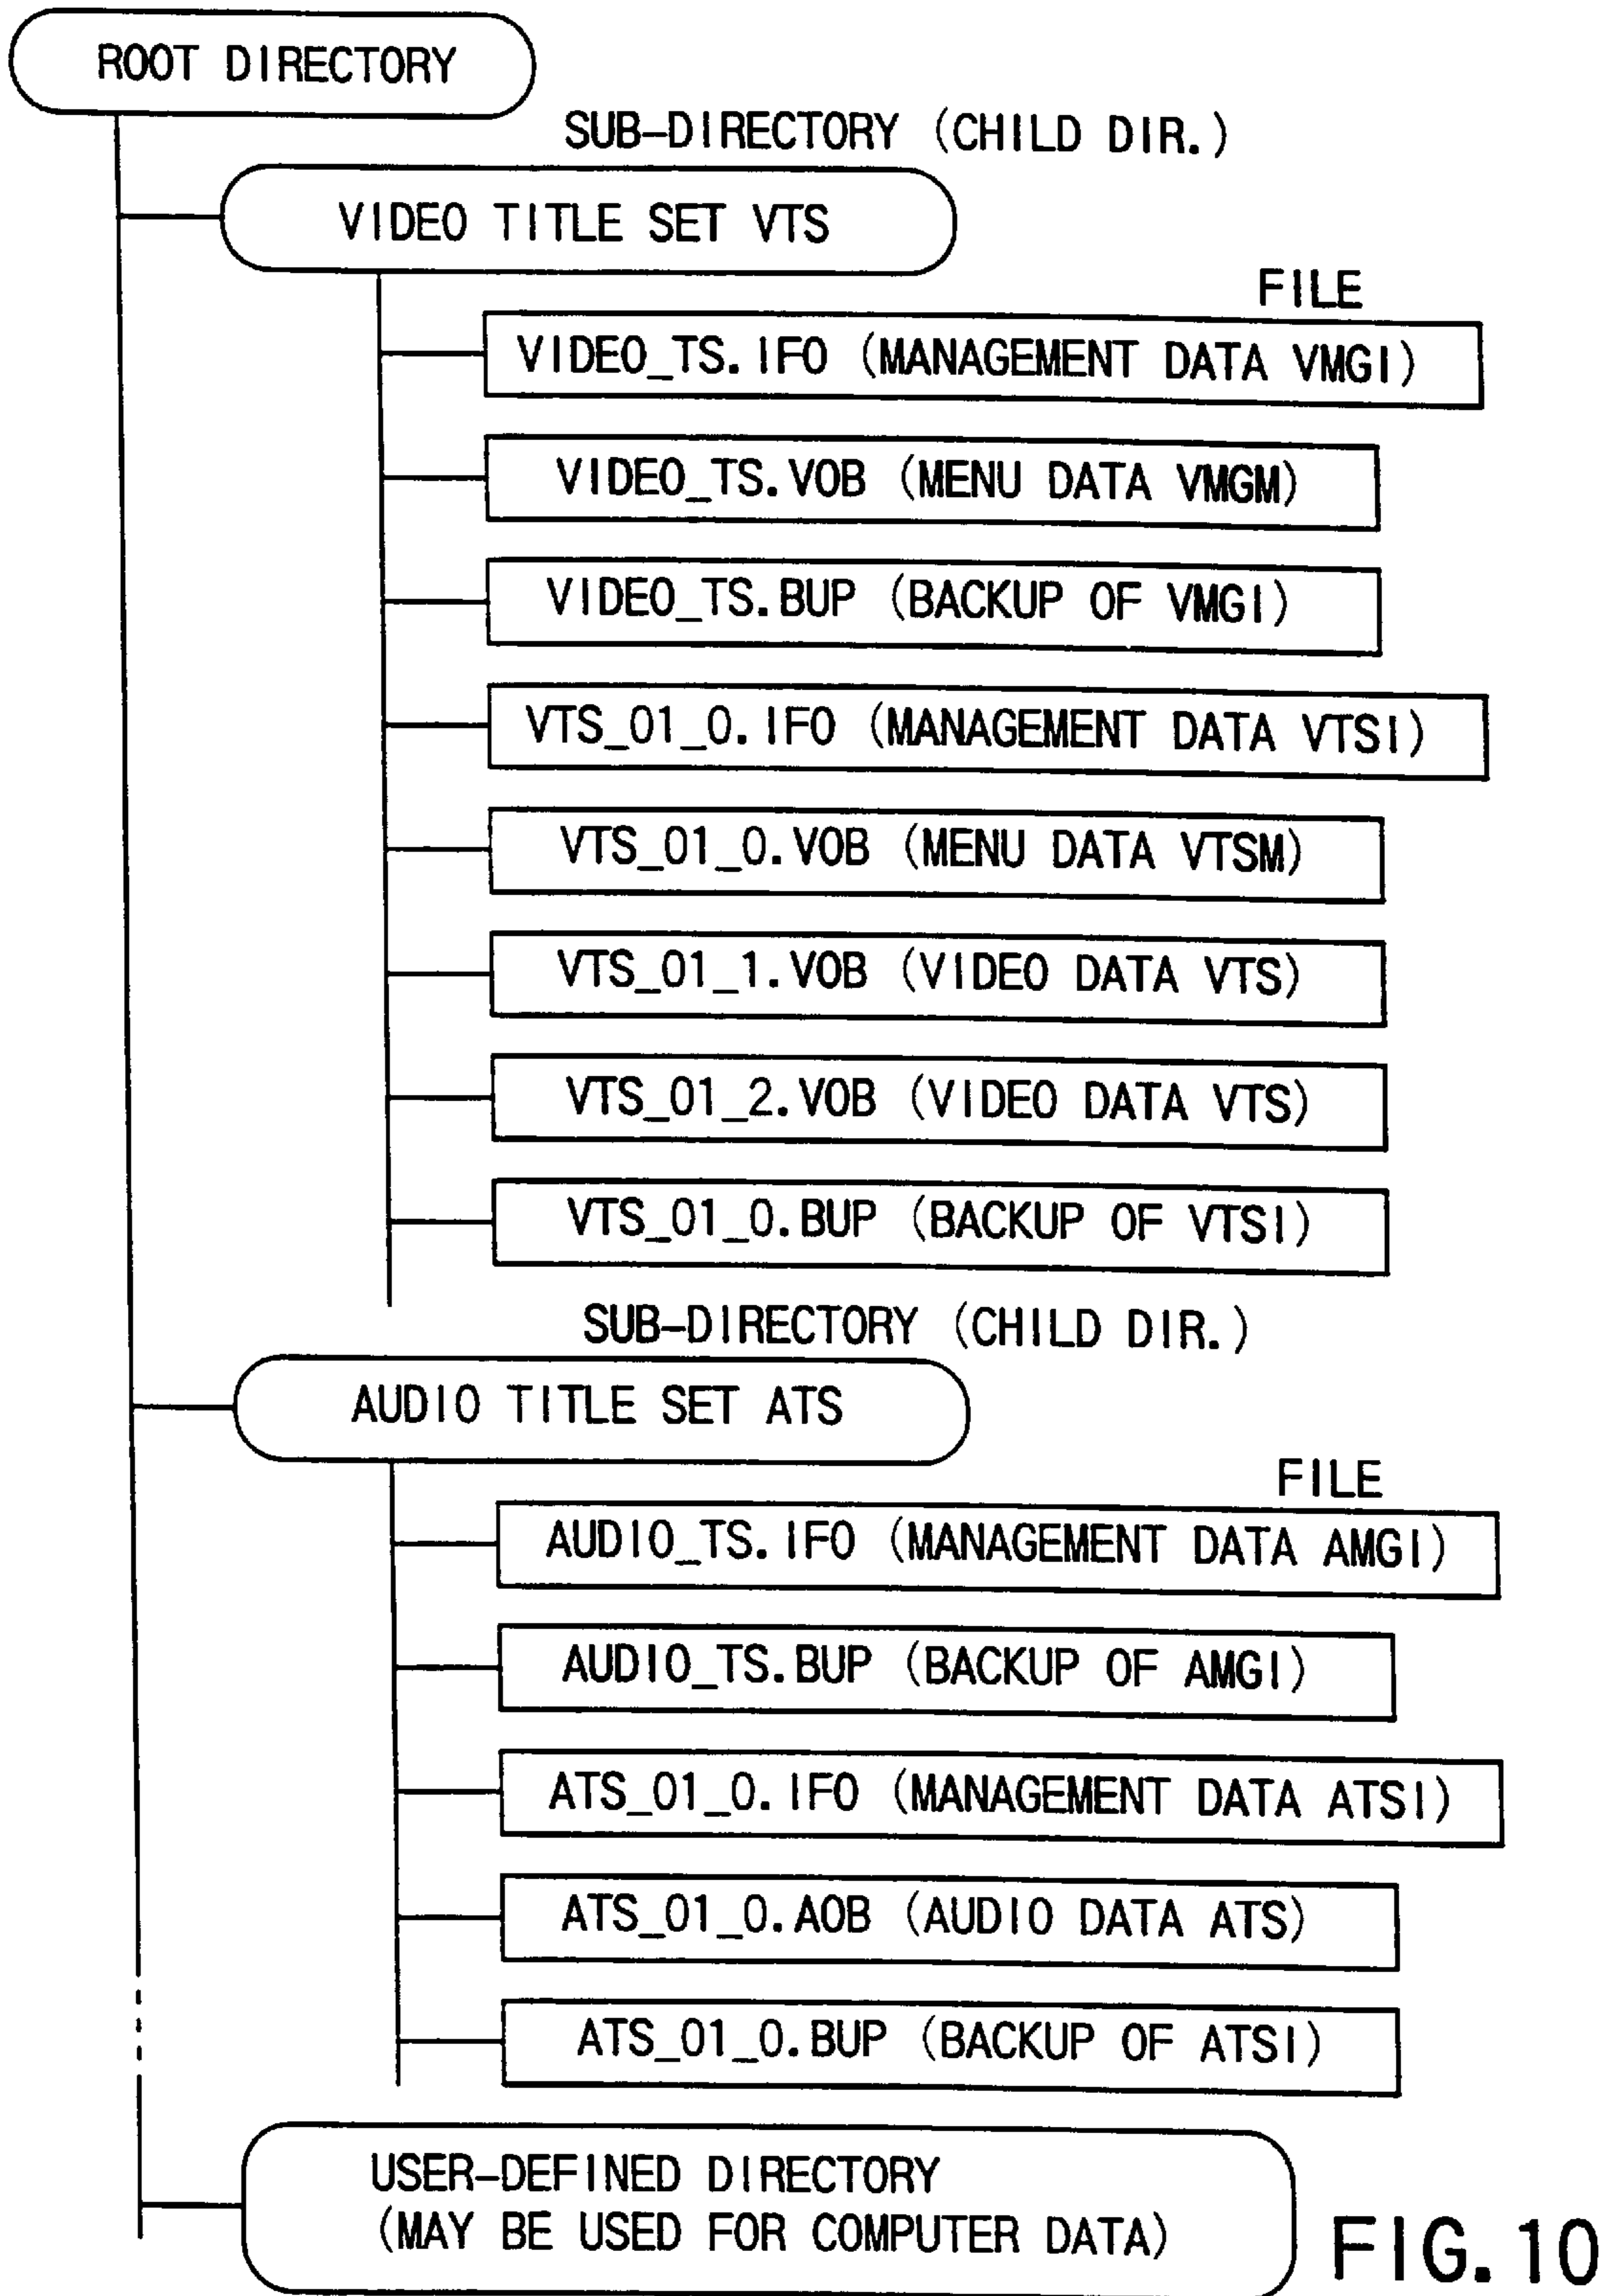 ROOT DIRECTORY
SUB-DIRECTORY (CHILD DIR.)
VIDEO TITLE SET VTS
FILE
VIDEO_TS.IFO (MANAGEMENT DATA VMGI)
VIDEO_TS.VOB (MENU DATA VMGM)
VIDEO_TS.BUP (BACKUP OF VMGI)
VTS_01_0.IFO (MANAGEMENT DATA VTSI)
VTS_01_0.VOB (MENU DATA VTSM)
VTS_01_1.VOB (VIDEO DATA VTS)
VTS_01_2.VOB (VIDEO DATA VTS)
VTS_01_0.BUP (BACKUP OF VTSI)
SUB-DIRECTORY (CHILD DIR.)
AUDIO TITLE SET ATS
FILE
AUDIO_TS.IFO (MANAGEMENT DATA AMGI)
AUDIO_TS.BUP (BACKUP OF AMGI)
ATS_01_0.IFO (MANAGEMENT DATA ATSI)
ATS_01_0.AOB (AUDIO DATA ATS)
ATS_01_0.BUP (BACKUP OF ATSI)
USER-DEFINED DIRECTORY
(MAY BE USED FOR COMPUTER DATA)
FIG.10